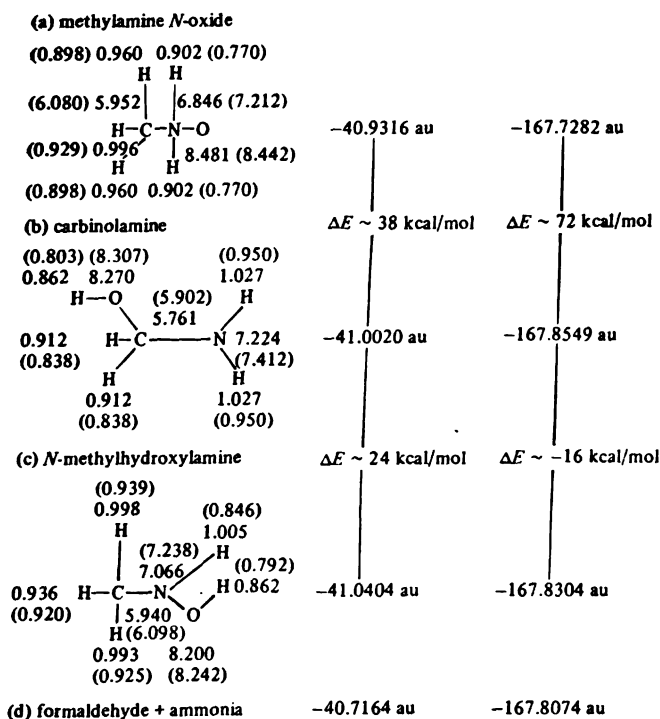 (a) methylamine N-oxide
(0.898) 0.960 0.902 (0.770)
H H
(6.080) 5.952 6.846 (7.212)
H–C–N–O −40.9316 au −167.7282 au
(0.929) 0.996 H H 8.481 (8.442)
(0.898) 0.960 0.902 (0.770)
(b) carbinolamine ΔE ~ 38 kcal/mol ΔE ~ 72 kcal/mol
(0.803) (8.307) (0.950)
0.862 8.270 1.027
H–O (5.902) H
5.761
0.912 H–C N 7.224 −41.0020 au −167.8549 au
(0.838) (7.412)
H H
0.912 1.027
(0.838) (0.950)
(c) N-methylhydroxylamine ΔE ~ 24 kcal/mol ΔE ~ −16 kcal/mol
(0.939)
0.998 (0.846)
H 1.005
(7.238) H (0.792)
7.066 H 0.862
0.936 H–C–N −41.0404 au −167.8304 au
(0.920) 5.940 O
H (6.098)
0.993 8.200
(0.925) (8.242)
(d) formaldehyde + ammonia −40.7164 au −167.8074 au